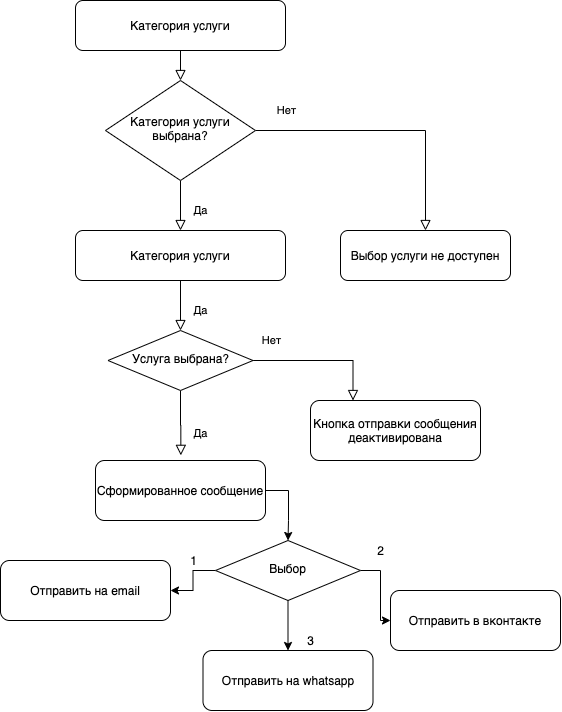 Категория услуги
Категория услуги
выбрана?
Нет
Да
Категория услуги
Выбор услуги не доступен
Да
Услуга выбрана?
Нет
Кнопка отправки сообщения
деактивирована
Да
Сформированное сообщение
Выбор
1
2
Отправить на email
Отправить в вконтакте
3
Отправить на whatsapp